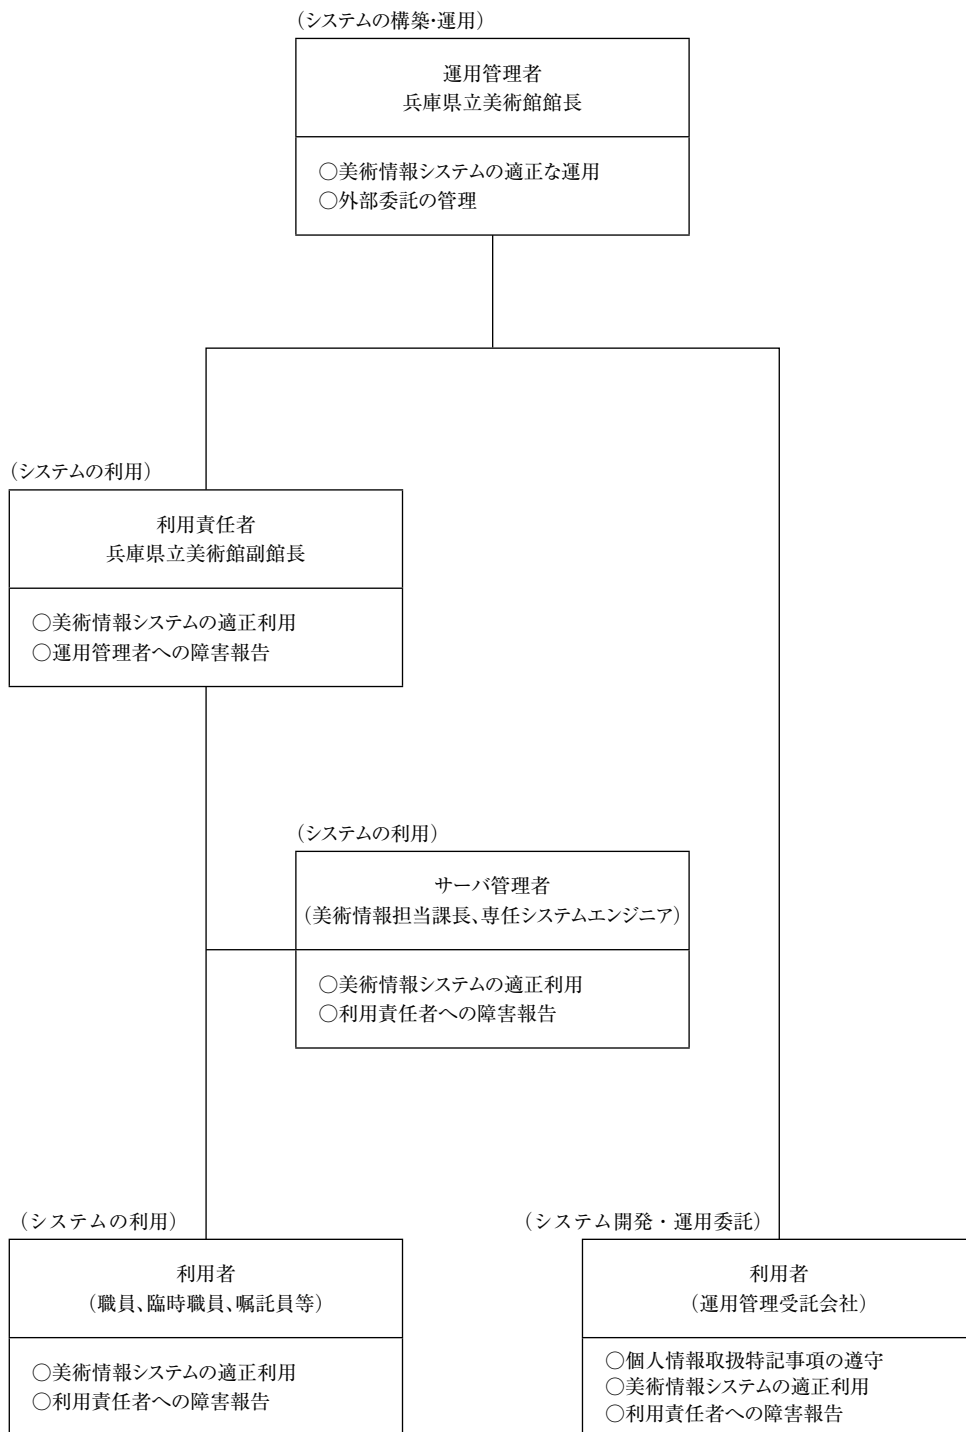 （システムの構築・運用）
運用管理者
兵庫県立美術館館長
○美術情報システムの適正な運用
○外部委託の管理
（システムの利用）
利用責任者
兵庫県立美術館副館長
○美術情報システムの適正利用
○運用管理者への障害報告
（システムの利用）
サーバ管理者
（美術情報担当課長、専任システムエンジニア）
○美術情報システムの適正利用
○利用責任者への障害報告
（システムの利用）
利用者
（職員、臨時職員、嘱託員等）
○美術情報システムの適正利用
○利用責任者への障害報告
（システム開発・運用委託）
利用者
（運用管理受託会社）
○個人情報取扱特記事項の遵守
○美術情報システムの適正利用
○利用責任者への障害報告